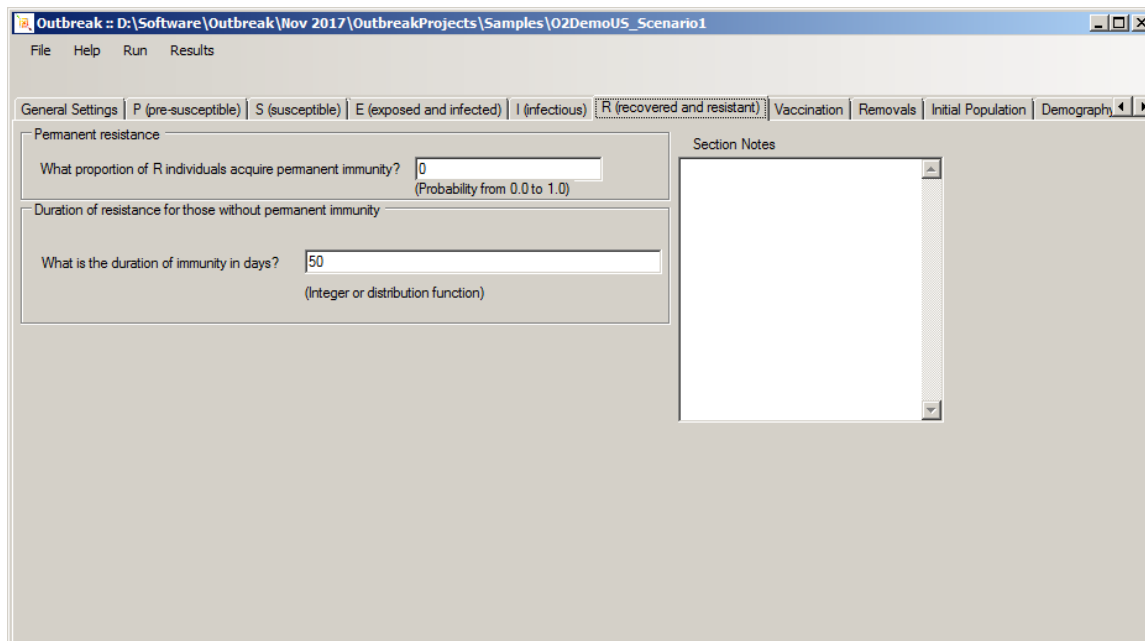 Outbreak :: D:\Software\Outbreak\Nov 2017\OutbreakProjects\Samples\O2DemoUS_Scenario1
File Help Run Results
General Settings P (pre-susceptible) S (susceptible) E (exposed and infected) I (infectious) R (recovered and resistant) Vaccination Removals Initial Population Demography
Permanent resistance
What proportion of R individuals acquire permanent immunity? 0
(Probability from 0.0 to 1.0)
Duration of resistance for those without permanent immunity
What is the duration of immunity in days? 50
(Integer or distribution function)
Section Notes